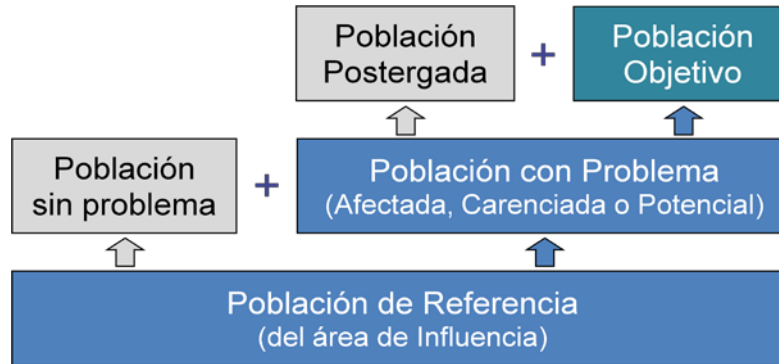 Población
Postergada
+
Población
Objetivo
Población
sin problema
+
Población con Problema
(Afectada, Carenciada o Potencial)
Población de Referencia
(del área de Influencia)